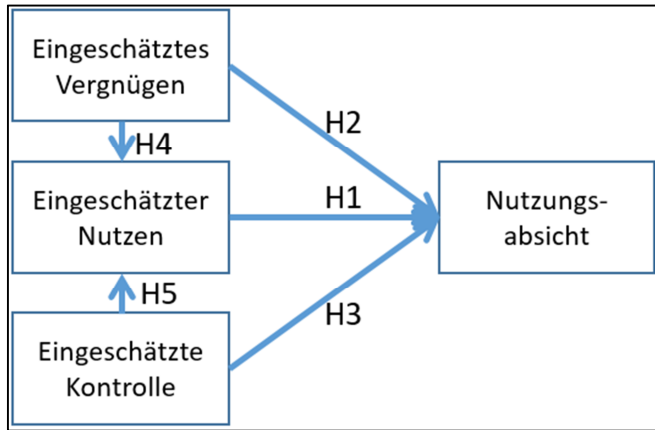 Eingeschätztes
Vergnügen
H2
H4
Eingeschätzter
Nutzen
H1
Nutzungs-
absicht
H5
H3
Eingeschätzte
Kontrolle